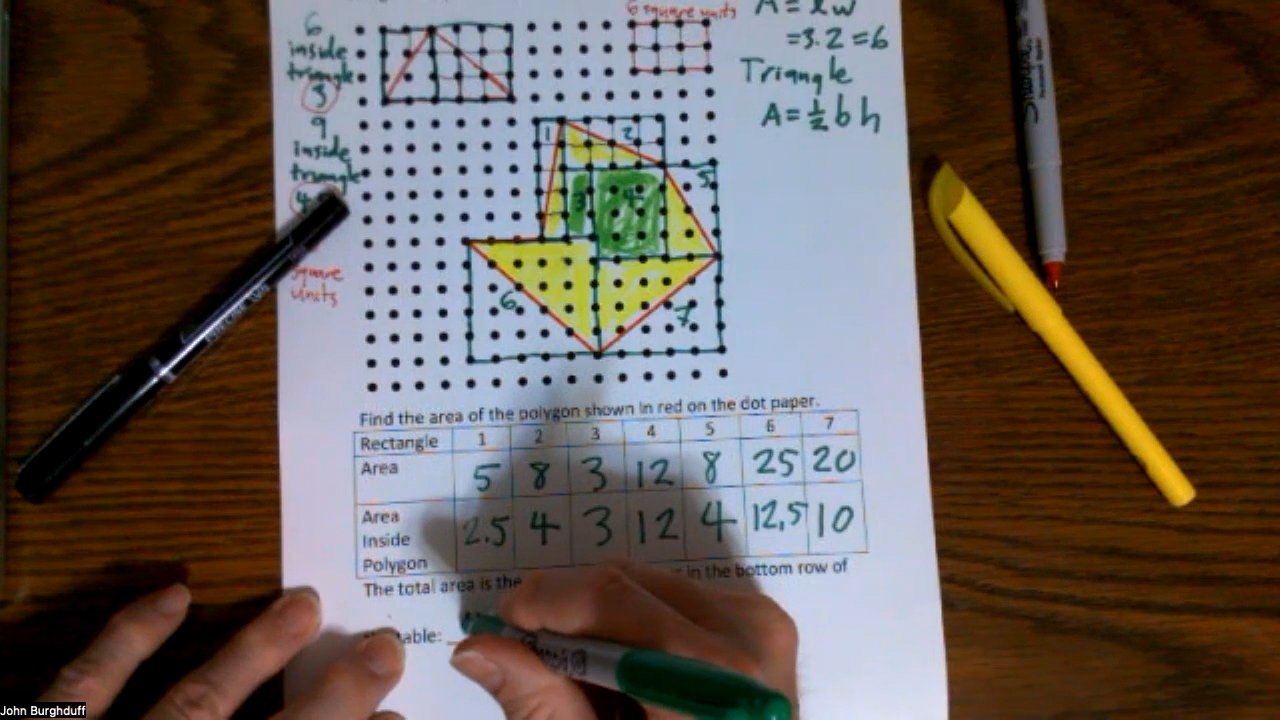 6
inside
triangle
3
9
inside
triangle
square
units
6 square units
A = lw
= 3.2 = 6
Triangle
A = ½ b h
1
2
3
4
5
6
7
Find the area of the polygon shown in red on the dot paper.
Rectangle 1 2 3 4 5 6 7
Area 5 8 3 12 8 25 20
Area
Inside
Polygon 2.5 4 3 12 4 12,5 10
The total area is the in the bottom row of
table:
John Burghduff